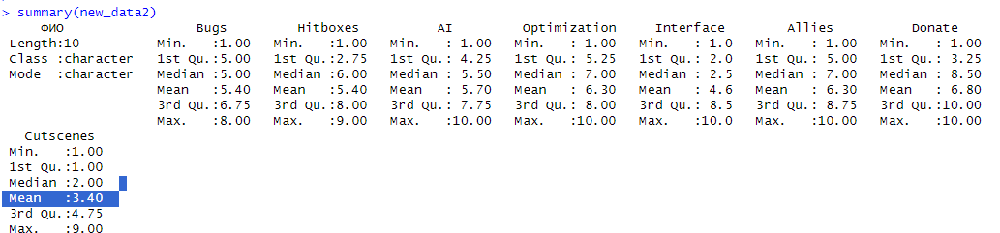 > summary(new_data2)
ФИО Bugs Hitboxes AI Optimization Interface Allies Donate
Length:10 Min. :1.00 Min. :1.00 Min. : 1.00 Min. : 1.00 Min. : 1.0 Min. : 1.00 Min. : 1.00
Class :character 1st Qu.:5.00 1st Qu.:2.75 1st Qu.: 4.25 1st Qu.: 5.25 1st Qu.: 2.0 1st Qu.: 5.00 1st Qu.: 3.25
Mode :character Median :5.00 Median :6.00 Median : 5.50 Median : 7.00 Median : 2.5 Median : 7.00 Median : 8.50
Mean :5.40 Mean :5.40 Mean : 5.70 Mean : 6.30 Mean : 4.6 Mean : 6.30 Mean : 6.80
3rd Qu.:6.75 3rd Qu.:8.00 3rd Qu.: 7.75 3rd Qu.: 8.00 3rd Qu.: 8.5 3rd Qu.: 8.75 3rd Qu.:10.00
Max. :8.00 Max. :9.00 Max. :10.00 Max. :10.00 Max. :10.0 Max. :10.00 Max. :10.00
Cutscenes
Min. :1.00
1st Qu.:1.00
Median :2.00
Mean :3.40
3rd Qu.:4.75
Max. :9.00